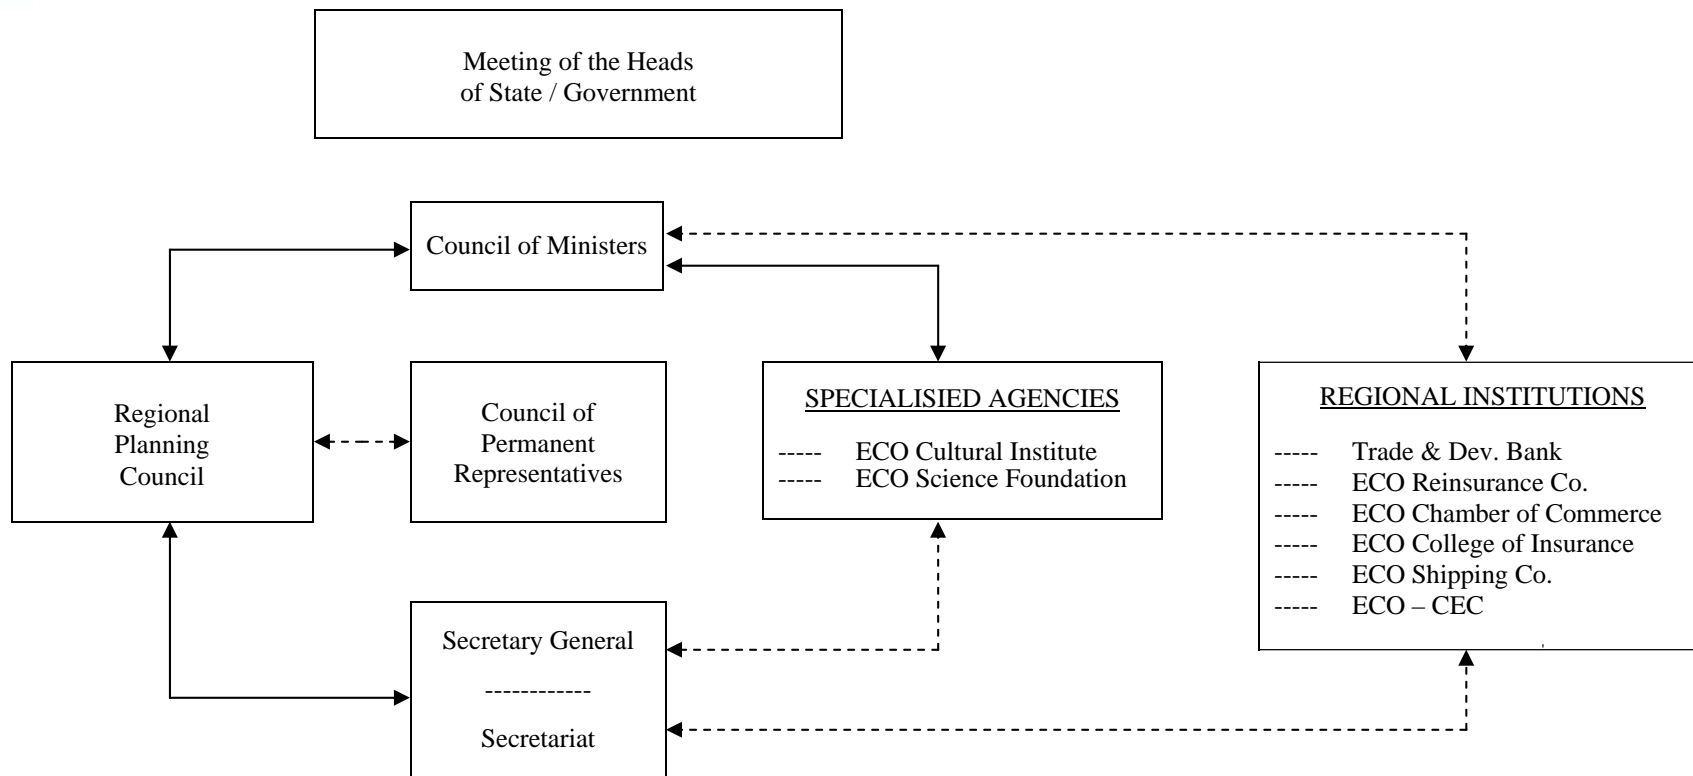 Meeting of the Heads
of State / Government
Council of Ministers
Regional
Planning
Council
Council of
Permanent
Representatives
SPECIALISIED AGENCIES
----- ECO Cultural Institute
----- ECO Science Foundation
REGIONAL INSTITUTIONS
----- Trade & Dev. Bank
----- ECO Reinsurance Co.
----- ECO Chamber of Commerce
----- ECO College of Insurance
----- ECO Shipping Co.
----- ECO – CEC
Secretary General
------------
Secretariat